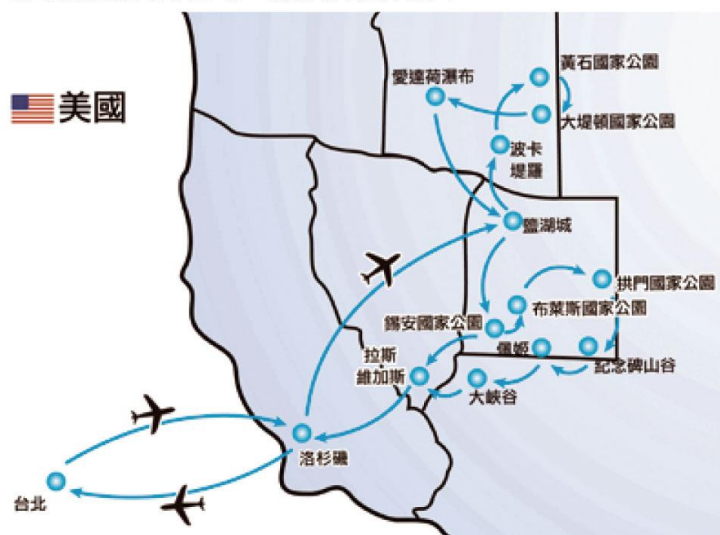 美國
黃石國家公園
愛達荷瀑布
大堤頓國家公園
波卡
堤羅
鹽湖城
拱門國家公園
布萊斯國家公園
錫安國家公園
佩姬
紀念碑山谷
拉斯
維加斯
大峽谷
洛杉磯
台北